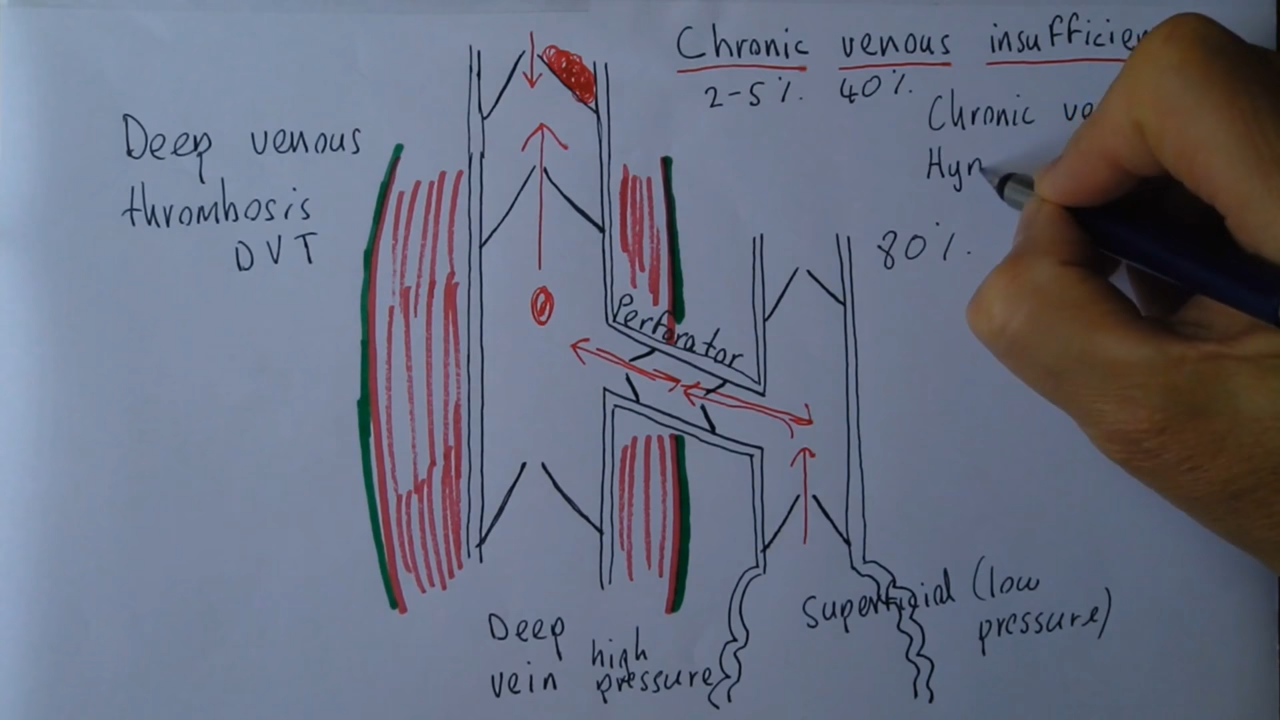 Chronic venous insufficien
2-5%. 40%.
Chronic ve
Hyp
Deep venous
thrombosis
DVT
80%.
Perforator
Superficial (low
pressure)
Deep
vein high
pressure